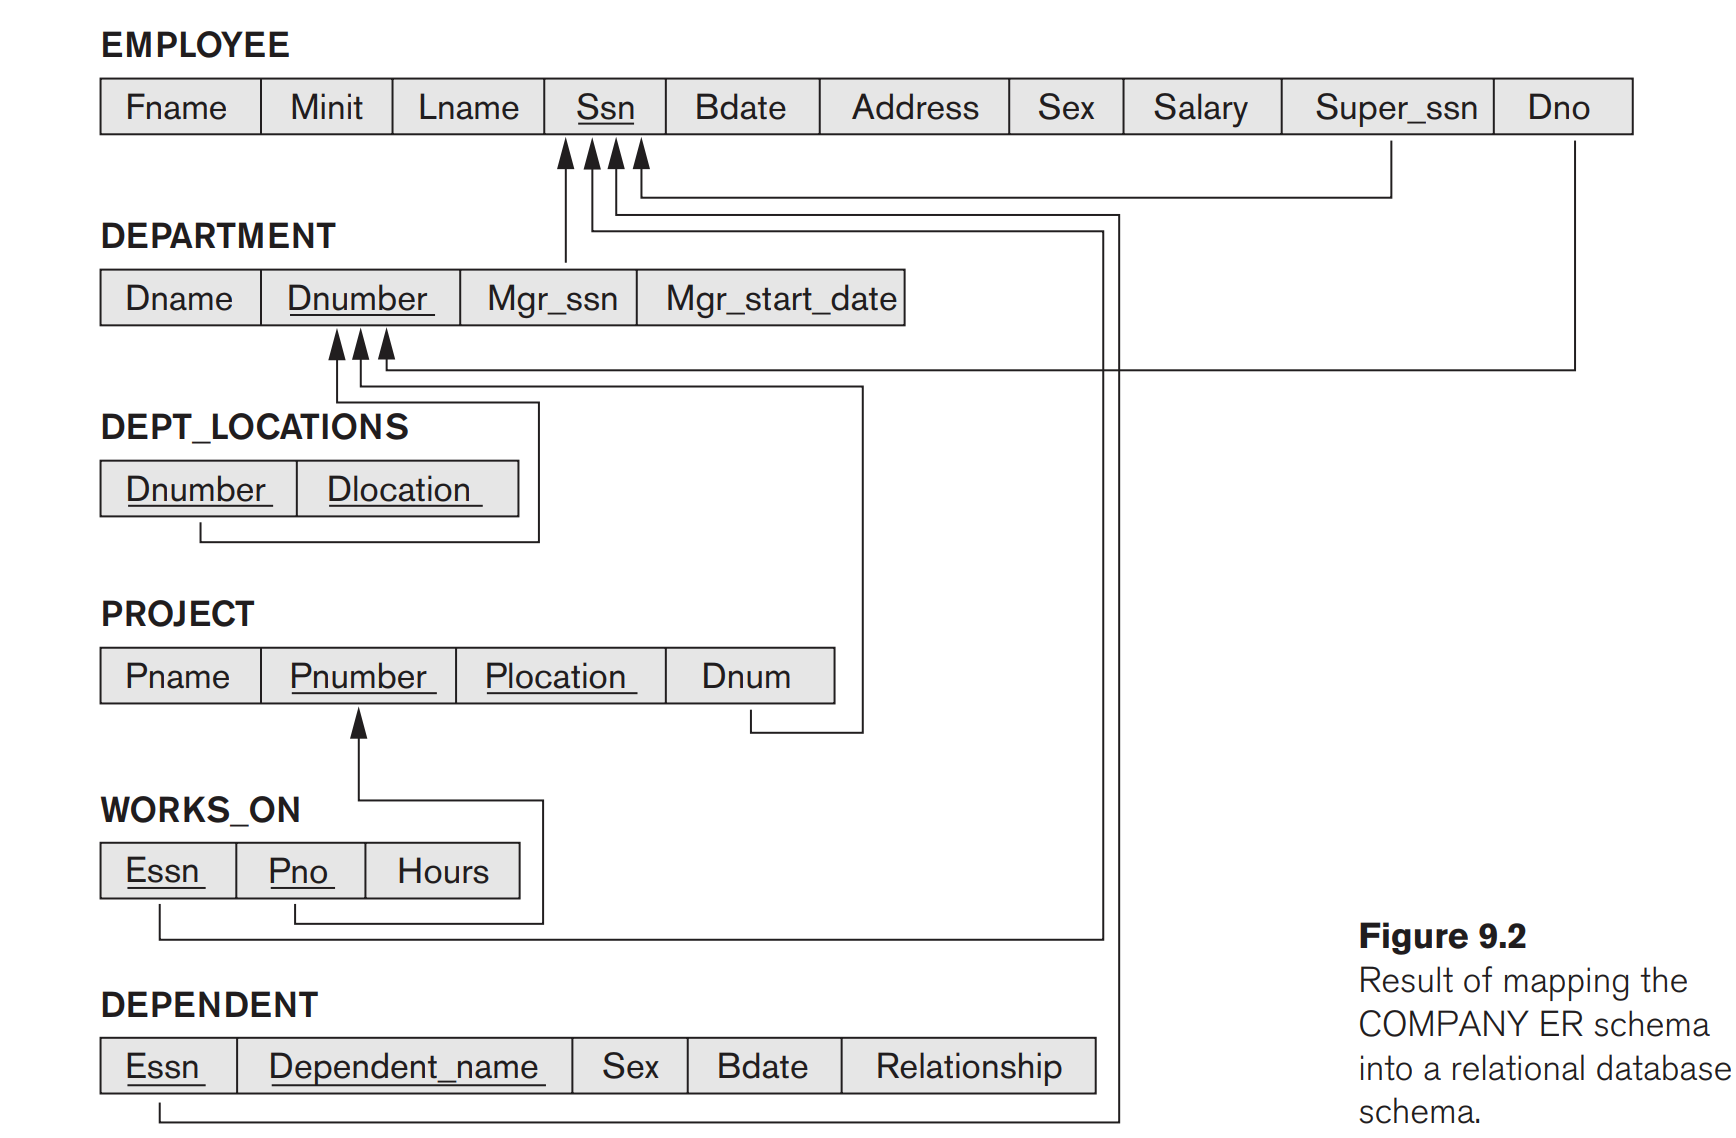 EMPLOYEE
Fname Minit Lname Ssn Bdate Address Sex Salary Super_ssn Dno
DEPARTMENT
Dname Dnumber Mgr_ssn Mgr_start_date
DEPT_LOCATIONS
Dnumber Dlocation
PROJECT
Pname Pnumber Plocation Dnum
WORKS_ON
Essn Pno Hours
DEPENDENT
Essn Dependent_name Sex Bdate Relationship
Figure 9.2
Result of mapping the
COMPANY ER schema
into a relational database
schema.